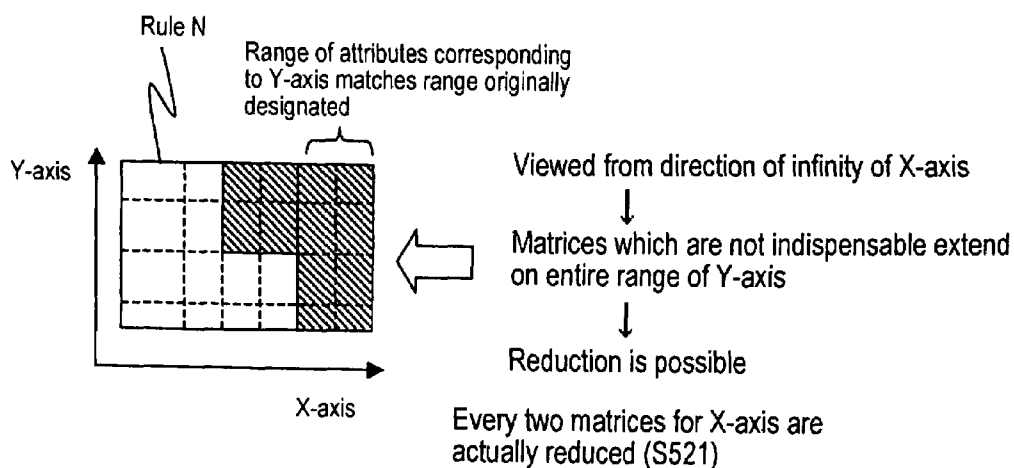 Rule N
Range of attributes corresponding
to Y-axis matches range originally
designated
Y-axis
Viewed from direction of infinity of X-axis
Matrices which are not indispensable extend
on entire range of Y-axis
Reduction is possible
X-axis
Every two matrices for X-axis are
actually reduced (S521)